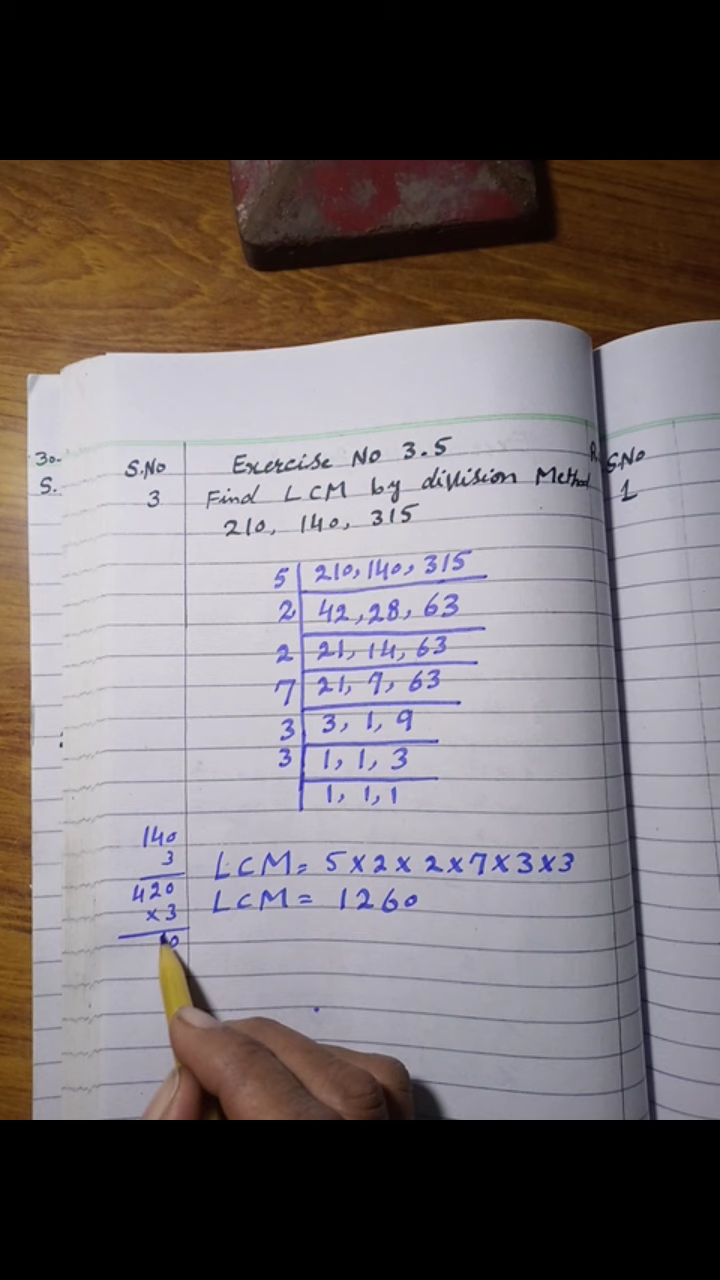 30-
S.
S.No
Exercise No 3.5
3 Find LCM by division Method
210, 140, 315
5 210, 140, 315
2 42, 28, 63
2 21, 14, 63
7 21, 7, 63
3 3, 1, 9
3 1, 1, 3
1, 1, 1
140
3
420
×3
0
LCM = 5×2×2×7×3×3
LCM = 1260
S.No
1